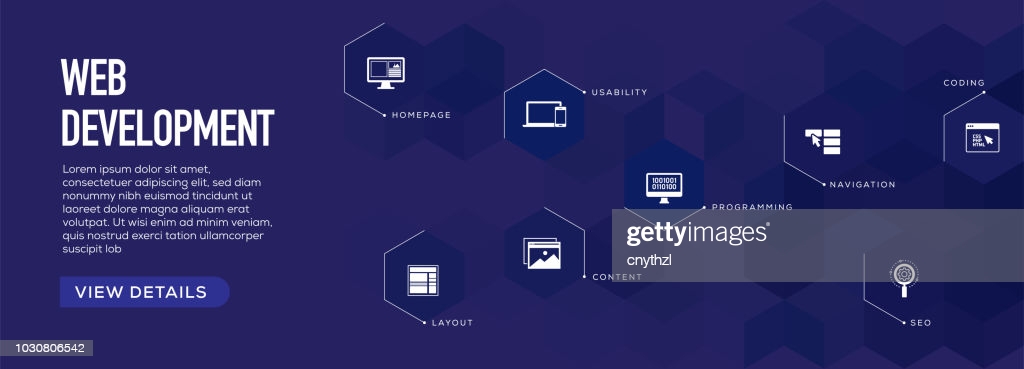 WEB
DEVELOPMENT
Lorem ipsum dolor sit amet,
consectetuer adipiscing elit, sed diam
nonummy nibh euismod tincidunt ut
laoreet dolore magna aliquam erat
volutpat. Ut wisi enim ad minim veniam,
quis nostrud exerci tation ullamcorper
suscipit lob
VIEW DETAILS
HOMEPAGE
USABILITY
CODING
CSS
PHP
HTML
NAVIGATION
1001001
0110100
PROGRAMMING
gettyimages®
cnythzl
CONTENT
LAYOUT
SEO
1030806542